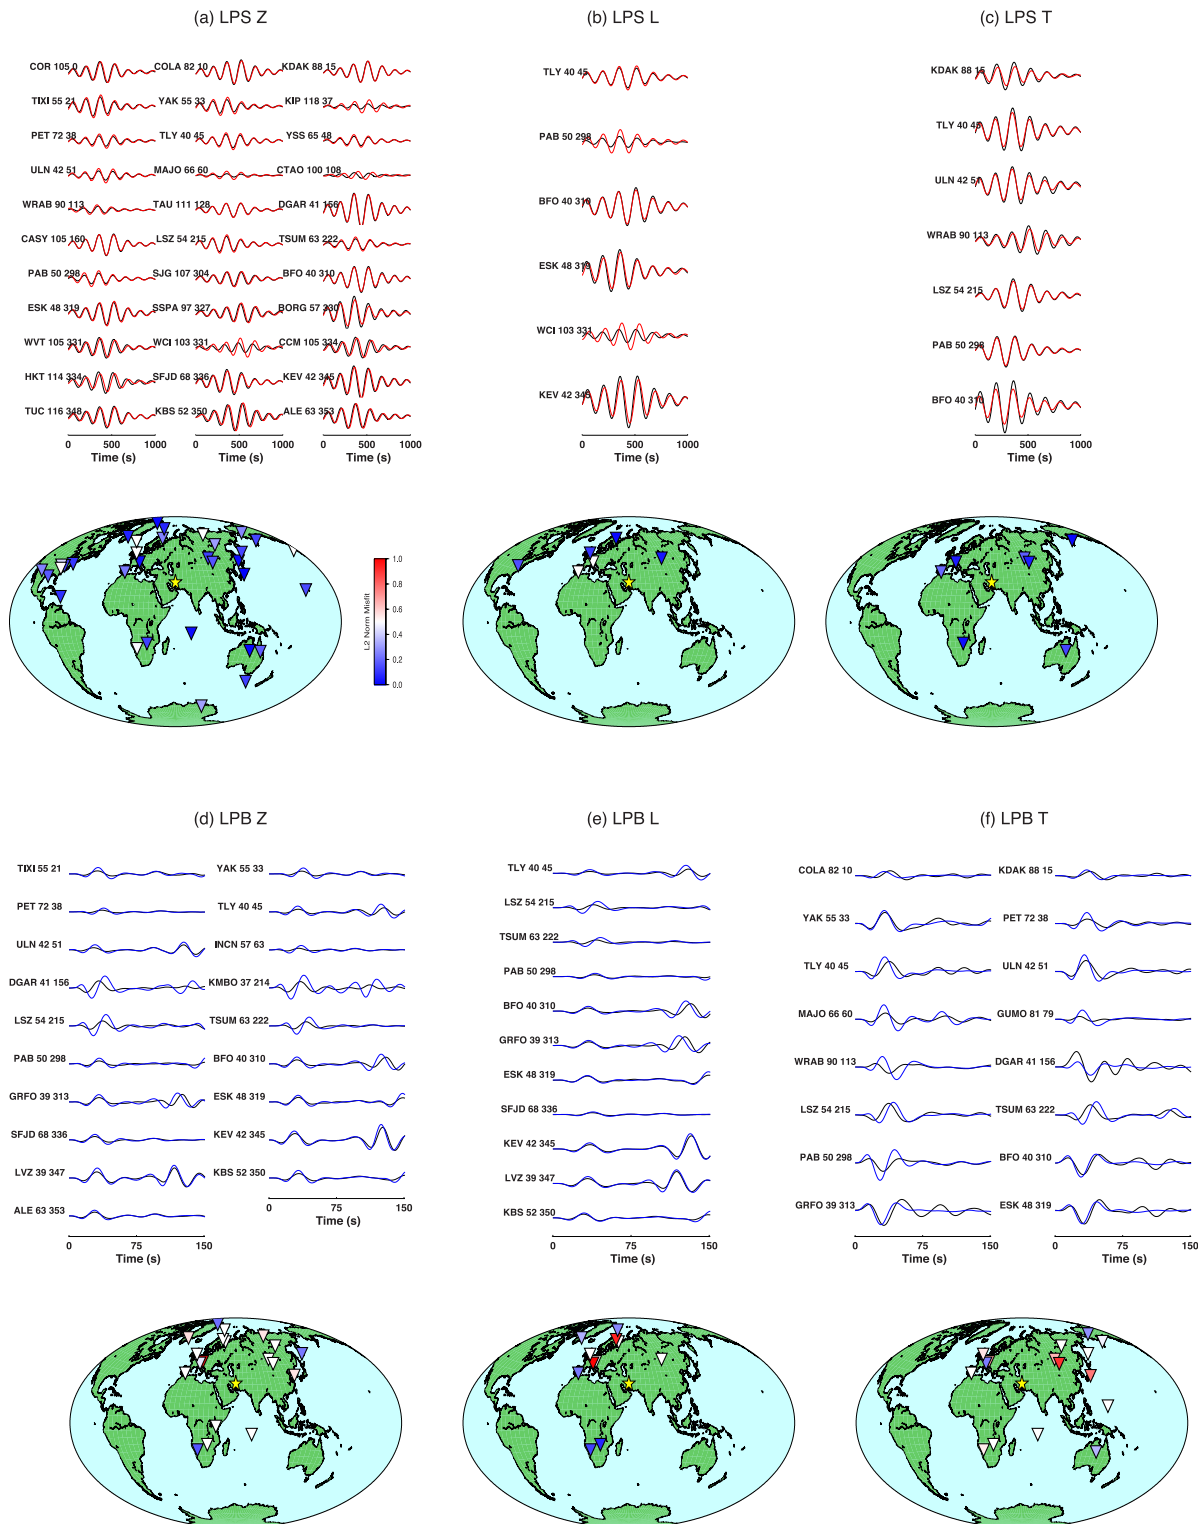 (a) LPS Z
(b) LPS L
(c) LPS T
COR 105 0 COLA 82 10 KDAK 88 15
TIXI 55 21 YAK 55 33 KIP 118 37
PET 72 38 TLY 40 45 YSS 65 48
ULN 42 51 MAJO 66 60 CTAO 100 108
WRAB 90 113 TAU 111 128 DGAR 41 156
CASY 105 160 LSZ 54 215 TSUM 63 222
PAB 50 298 SJG 107 304 BFO 40 310
ESK 48 319 SSPA 97 327 BORG 57 330
WVT 105 331 WCI 103 331 CCM 105 334
HKT 114 334 SFJD 68 336 KEV 42 345
TUC 116 348 KBS 52 350 ALE 63 353
0 500 1000 0 500 1000 0 500 1000
Time (s) Time (s) Time (s)
TLY 40 45
PAB 50 298
BFO 40 310
ESK 48 319
WCI 103 331
KEV 42 345
0 500 1000
Time (s)
KDAK 88 15
TLY 40 45
ULN 42 51
WRAB 90 113
LSZ 54 215
PAB 50 298
BFO 40 310
0 500 1000
Time (s)
L2 Norm Misfit
1.0
0.8
0.6
0.4
0.2
0.0
(d) LPB Z
(e) LPB L
(f) LPB T
TIXI 55 21 YAK 55 33
PET 72 38 TLY 40 45
ULN 42 51 INCN 57 63
DGAR 41 156 KMBO 37 214
LSZ 54 215 TSUM 63 222
PAB 50 298 BFO 40 310
GRFO 39 313 ESK 48 319
SFJD 68 336 KEV 42 345
LVZ 39 347 KBS 52 350
0 75 150
Time (s)
ALE 63 353
0 75 150
Time (s)
TLY 40 45
LSZ 54 215
TSUM 63 222
PAB 50 298
BFO 40 310
GRFO 39 313
ESK 48 319
SFJD 68 336
KEV 42 345
LVZ 39 347
KBS 52 350
0 75 150
Time (s)
COLA 82 10 KDAK 88 15
YAK 55 33 PET 72 38
TLY 40 45 ULN 42 51
MAJO 66 60 GUMO 81 79
WRAB 90 113 DGAR 41 156
LSZ 54 215 TSUM 63 222
PAB 50 298 BFO 40 310
GRFO 39 313 ESK 48 319
0 75 150 0 75 150
Time (s) Time (s)